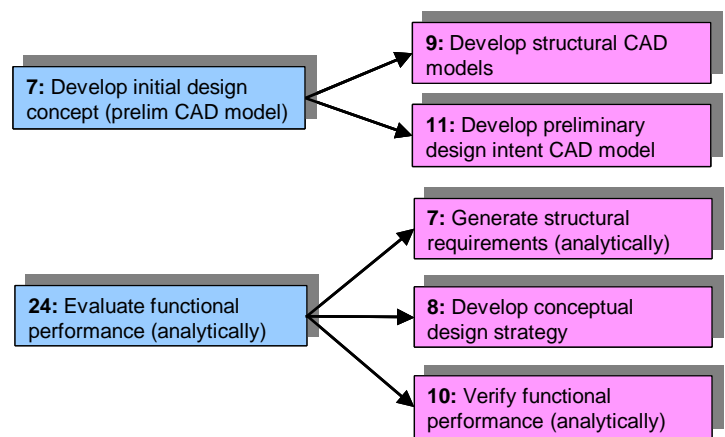 7: Develop initial design
concept (prelim CAD model)
9: Develop structural CAD
models
11: Develop preliminary
design intent CAD model
24: Evaluate functional
performance (analytically)
7: Generate structural
requirements (analytically)
8: Develop conceptual
design strategy
10: Verify functional
performance (analytically)